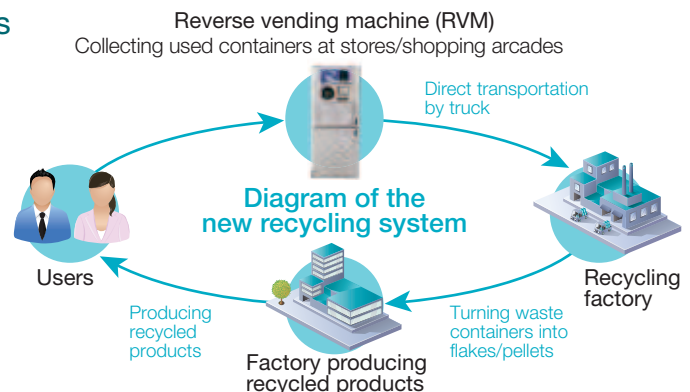 s
Reverse vending machine (RVM)
Collecting used containers at stores/shopping arcades
Direct transportation
by truck
Diagram of the
new recycling system
Users
Recycling
factory
Producing
recycled
products
Turning waste
containers into
flakes/pellets
Factory producing
recycled products